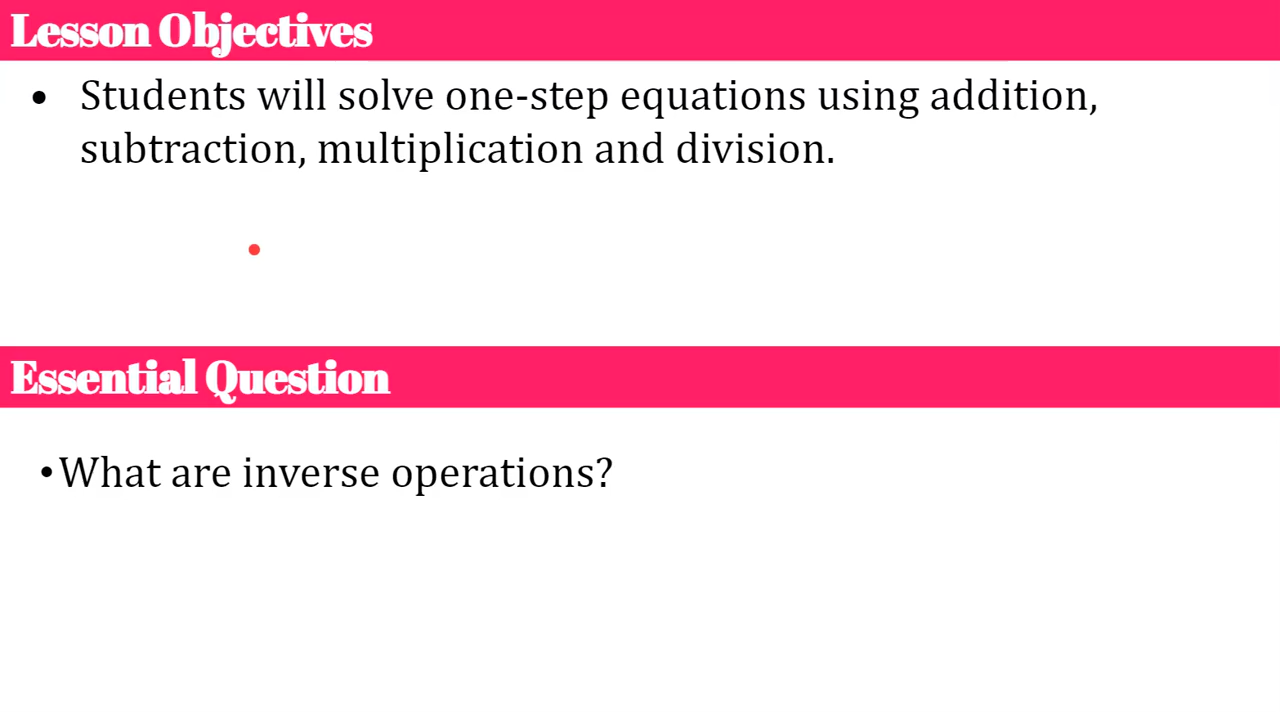 Lesson Objectives
• Students will solve one-step equations using addition,
subtraction, multiplication and division.
Essential Question
•What are inverse operations?